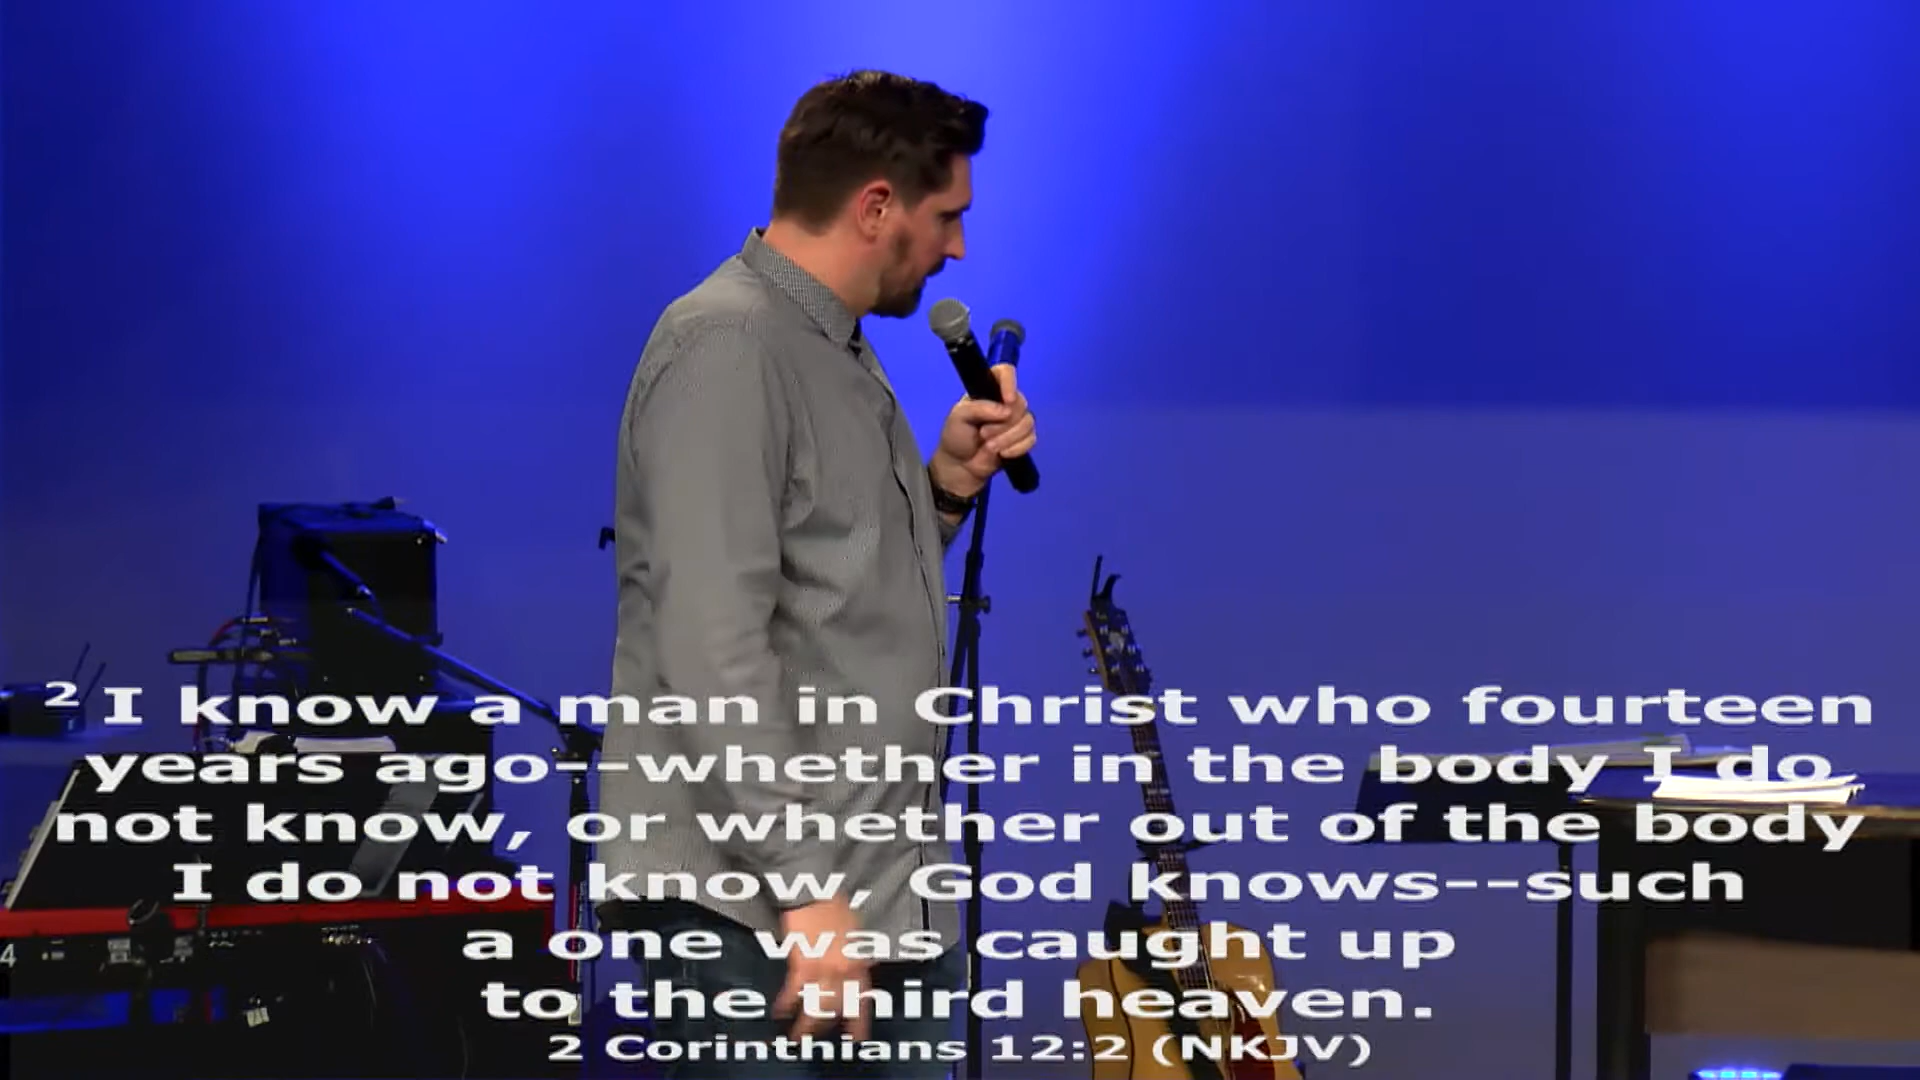 ² I know a man in Christ who fourteen
years ago--whether in the body I do
not know, or whether out of the body
I do not know, God knows--such
a one was caught up
to the third heaven.
2 Corinthians 12:2 (NKJV)
4